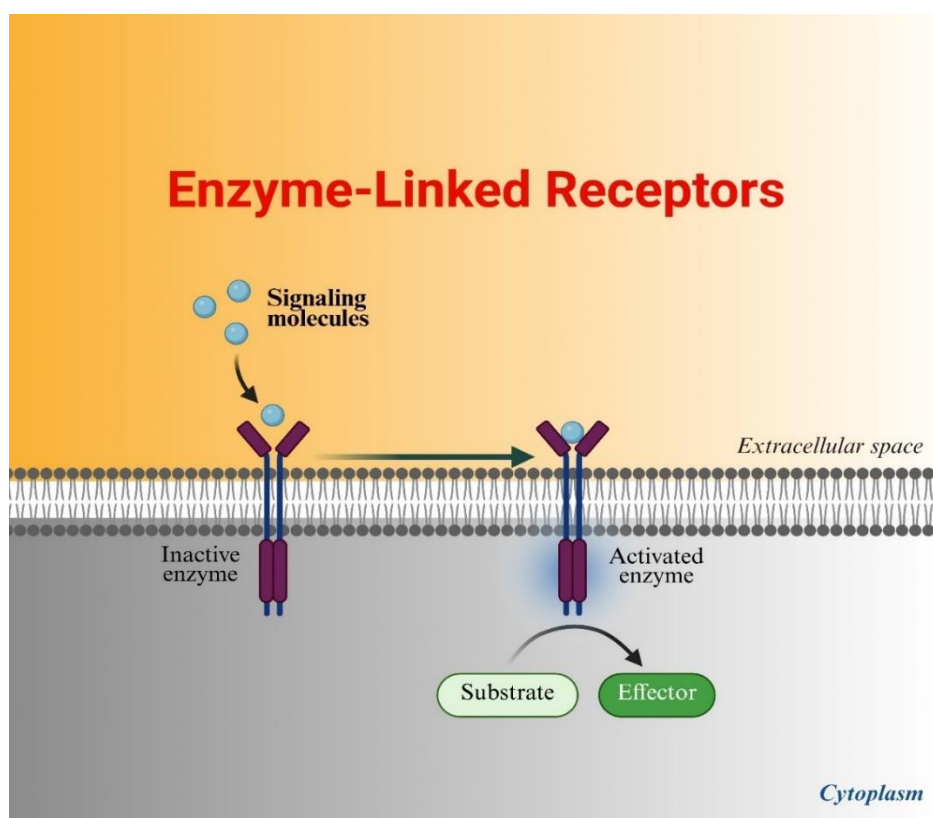 Enzyme-Linked Receptors
Signaling
molecules
Extracellular space
Inactive
enzyme
Activated
enzyme
Substrate
Effector
Cytoplasm